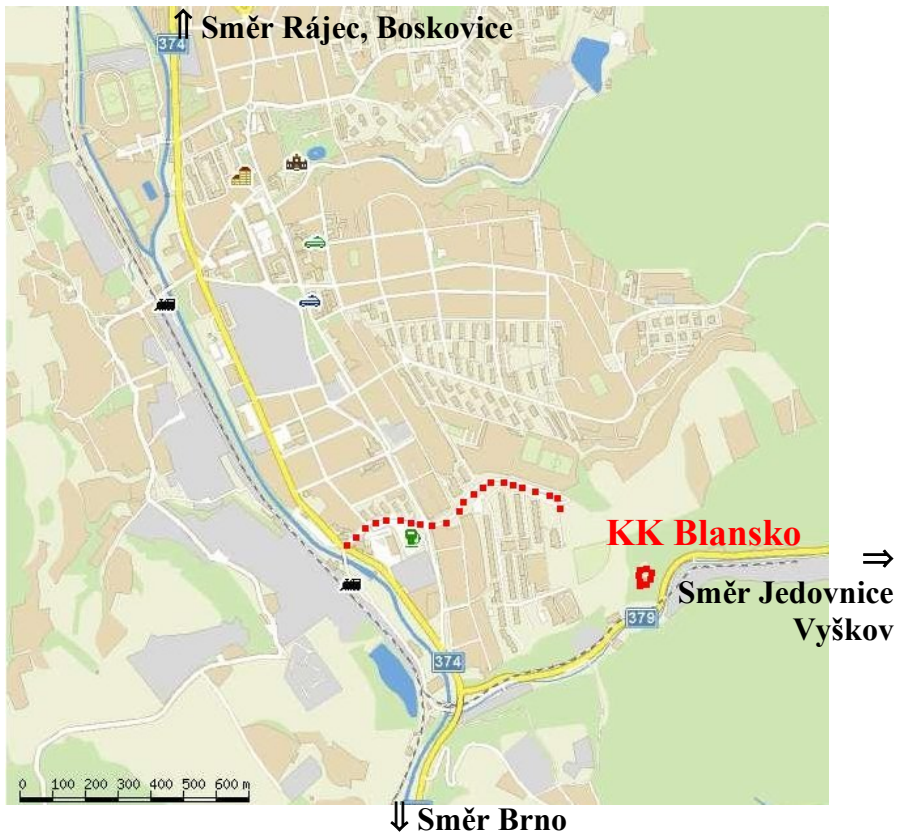 ⇑ Směr Rájec, Boskovice
374
KK Blansko
⇒
Směr Jedovnice
Vyškov
379
374
0 100 200 300 400 500 600 m
⇓ Směr Brno